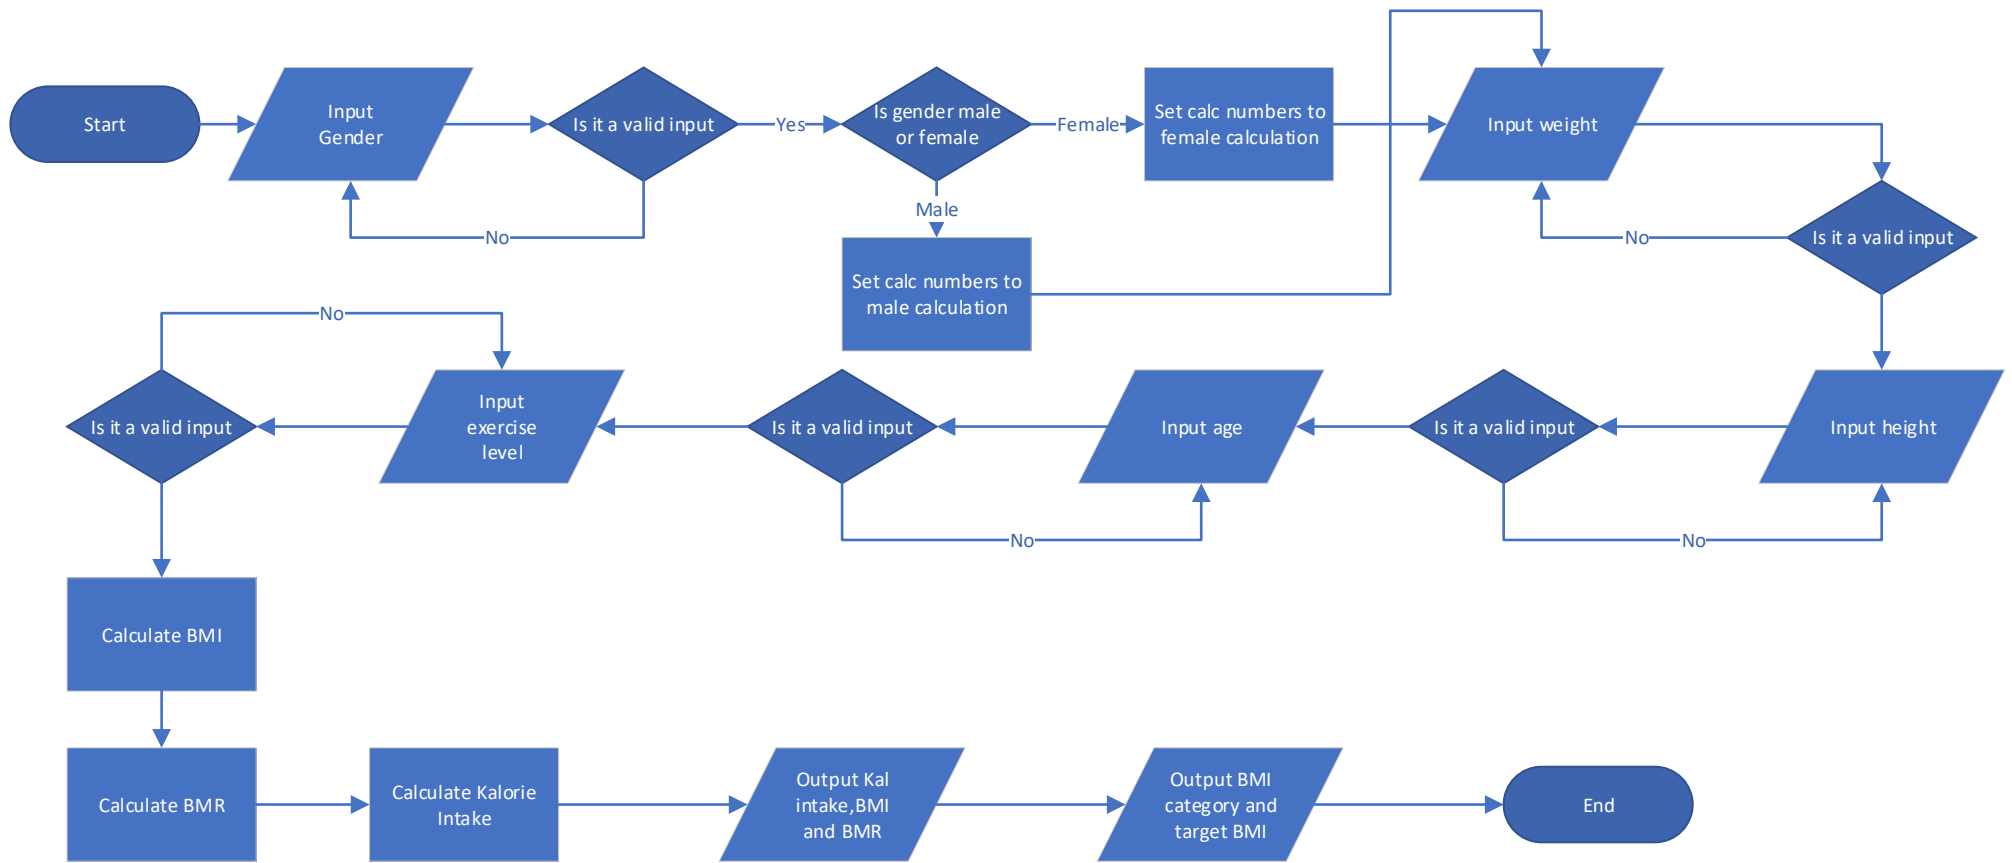 Start
Input
Gender
Is it a valid input
Yes
Is gender male
or female
Female
Set calc numbers to
female calculation
Input weight
No
Male
Set calc numbers to
male calculation
No
Is it a valid input
No
Is it a valid input
Input
exercise
level
Is it a valid input
Input age
Is it a valid input
Input height
No
No
Calculate BMI
Calculate BMR
Calculate Kalorie
Intake
Output Kal
intake,BMI
and BMR
Output BMI
category and
target BMI
End